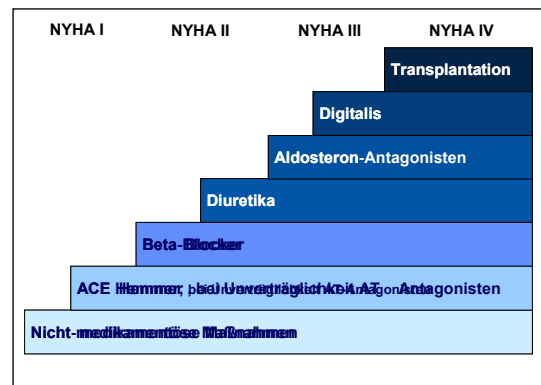 NYHA I NYHA II NYHA III NYHA IV
Transplantation
Digitalis
Aldosteron-Antagonisten
Diuretika
Beta-Blocker
ACE Hemmer, bei Unverträglichkeit AT - Antagonisten
Nicht-medikamentöse Maßnahmen